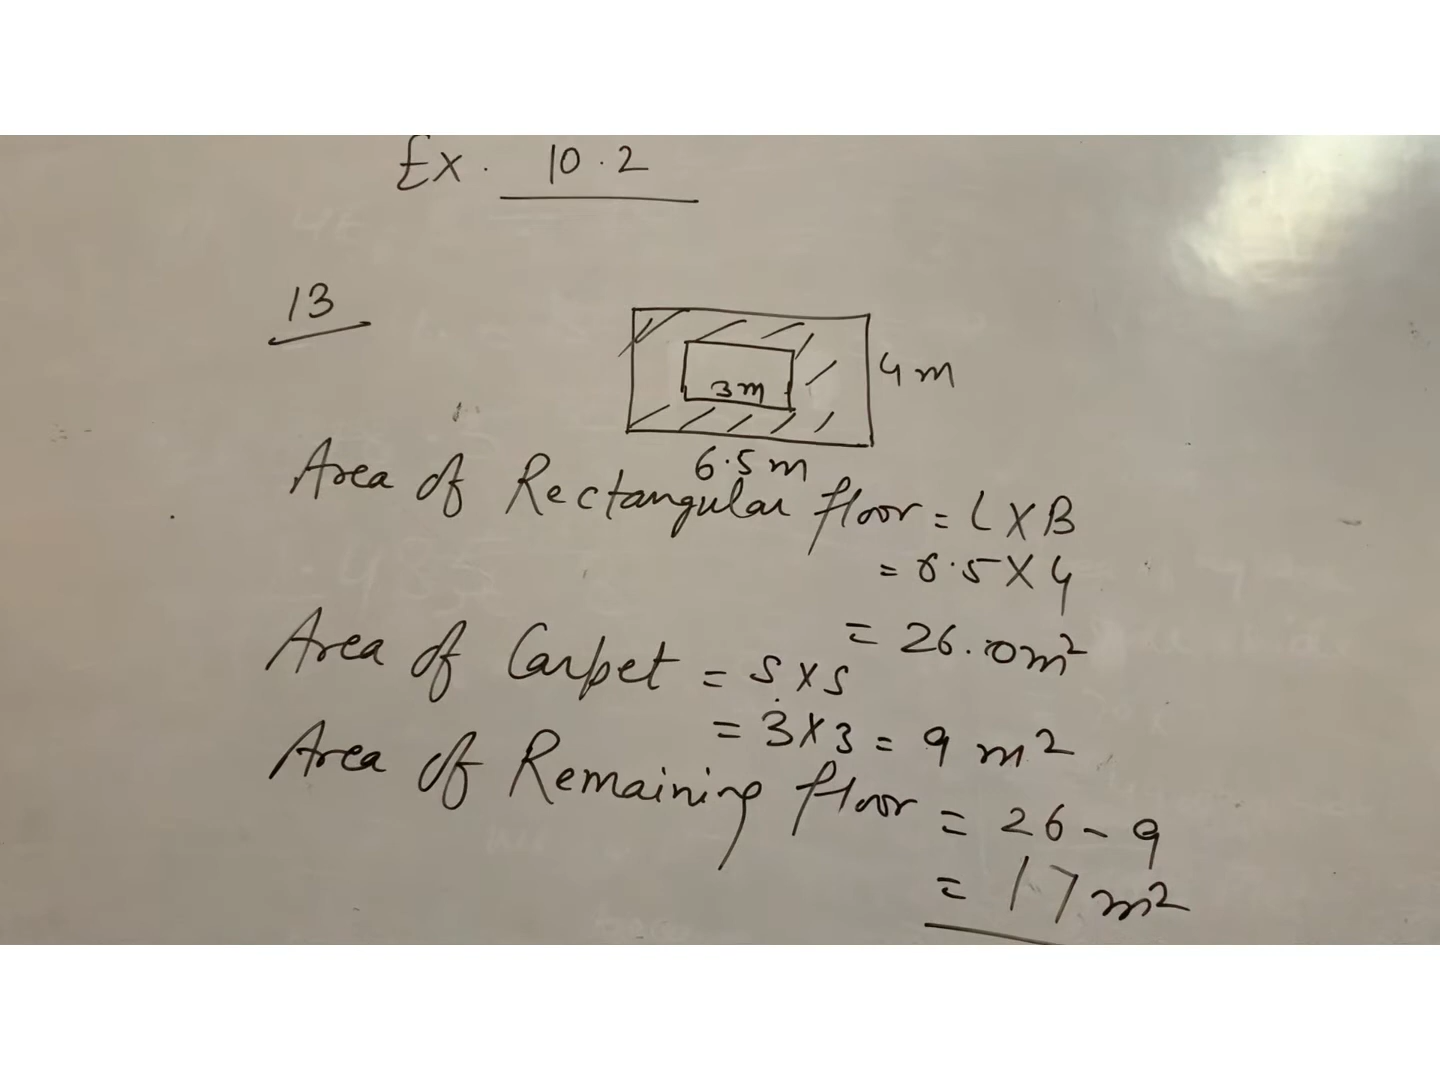 Ex. 10.2
13
4m
3m
6.5m
Area of Rectangular floor = L X B
= 6.5 X 4
= 26.0m²
Area of Carpet = S X S
= 3 X 3 = 9 m²
Area of Remaining floor = 26 - 9
= 17 m²